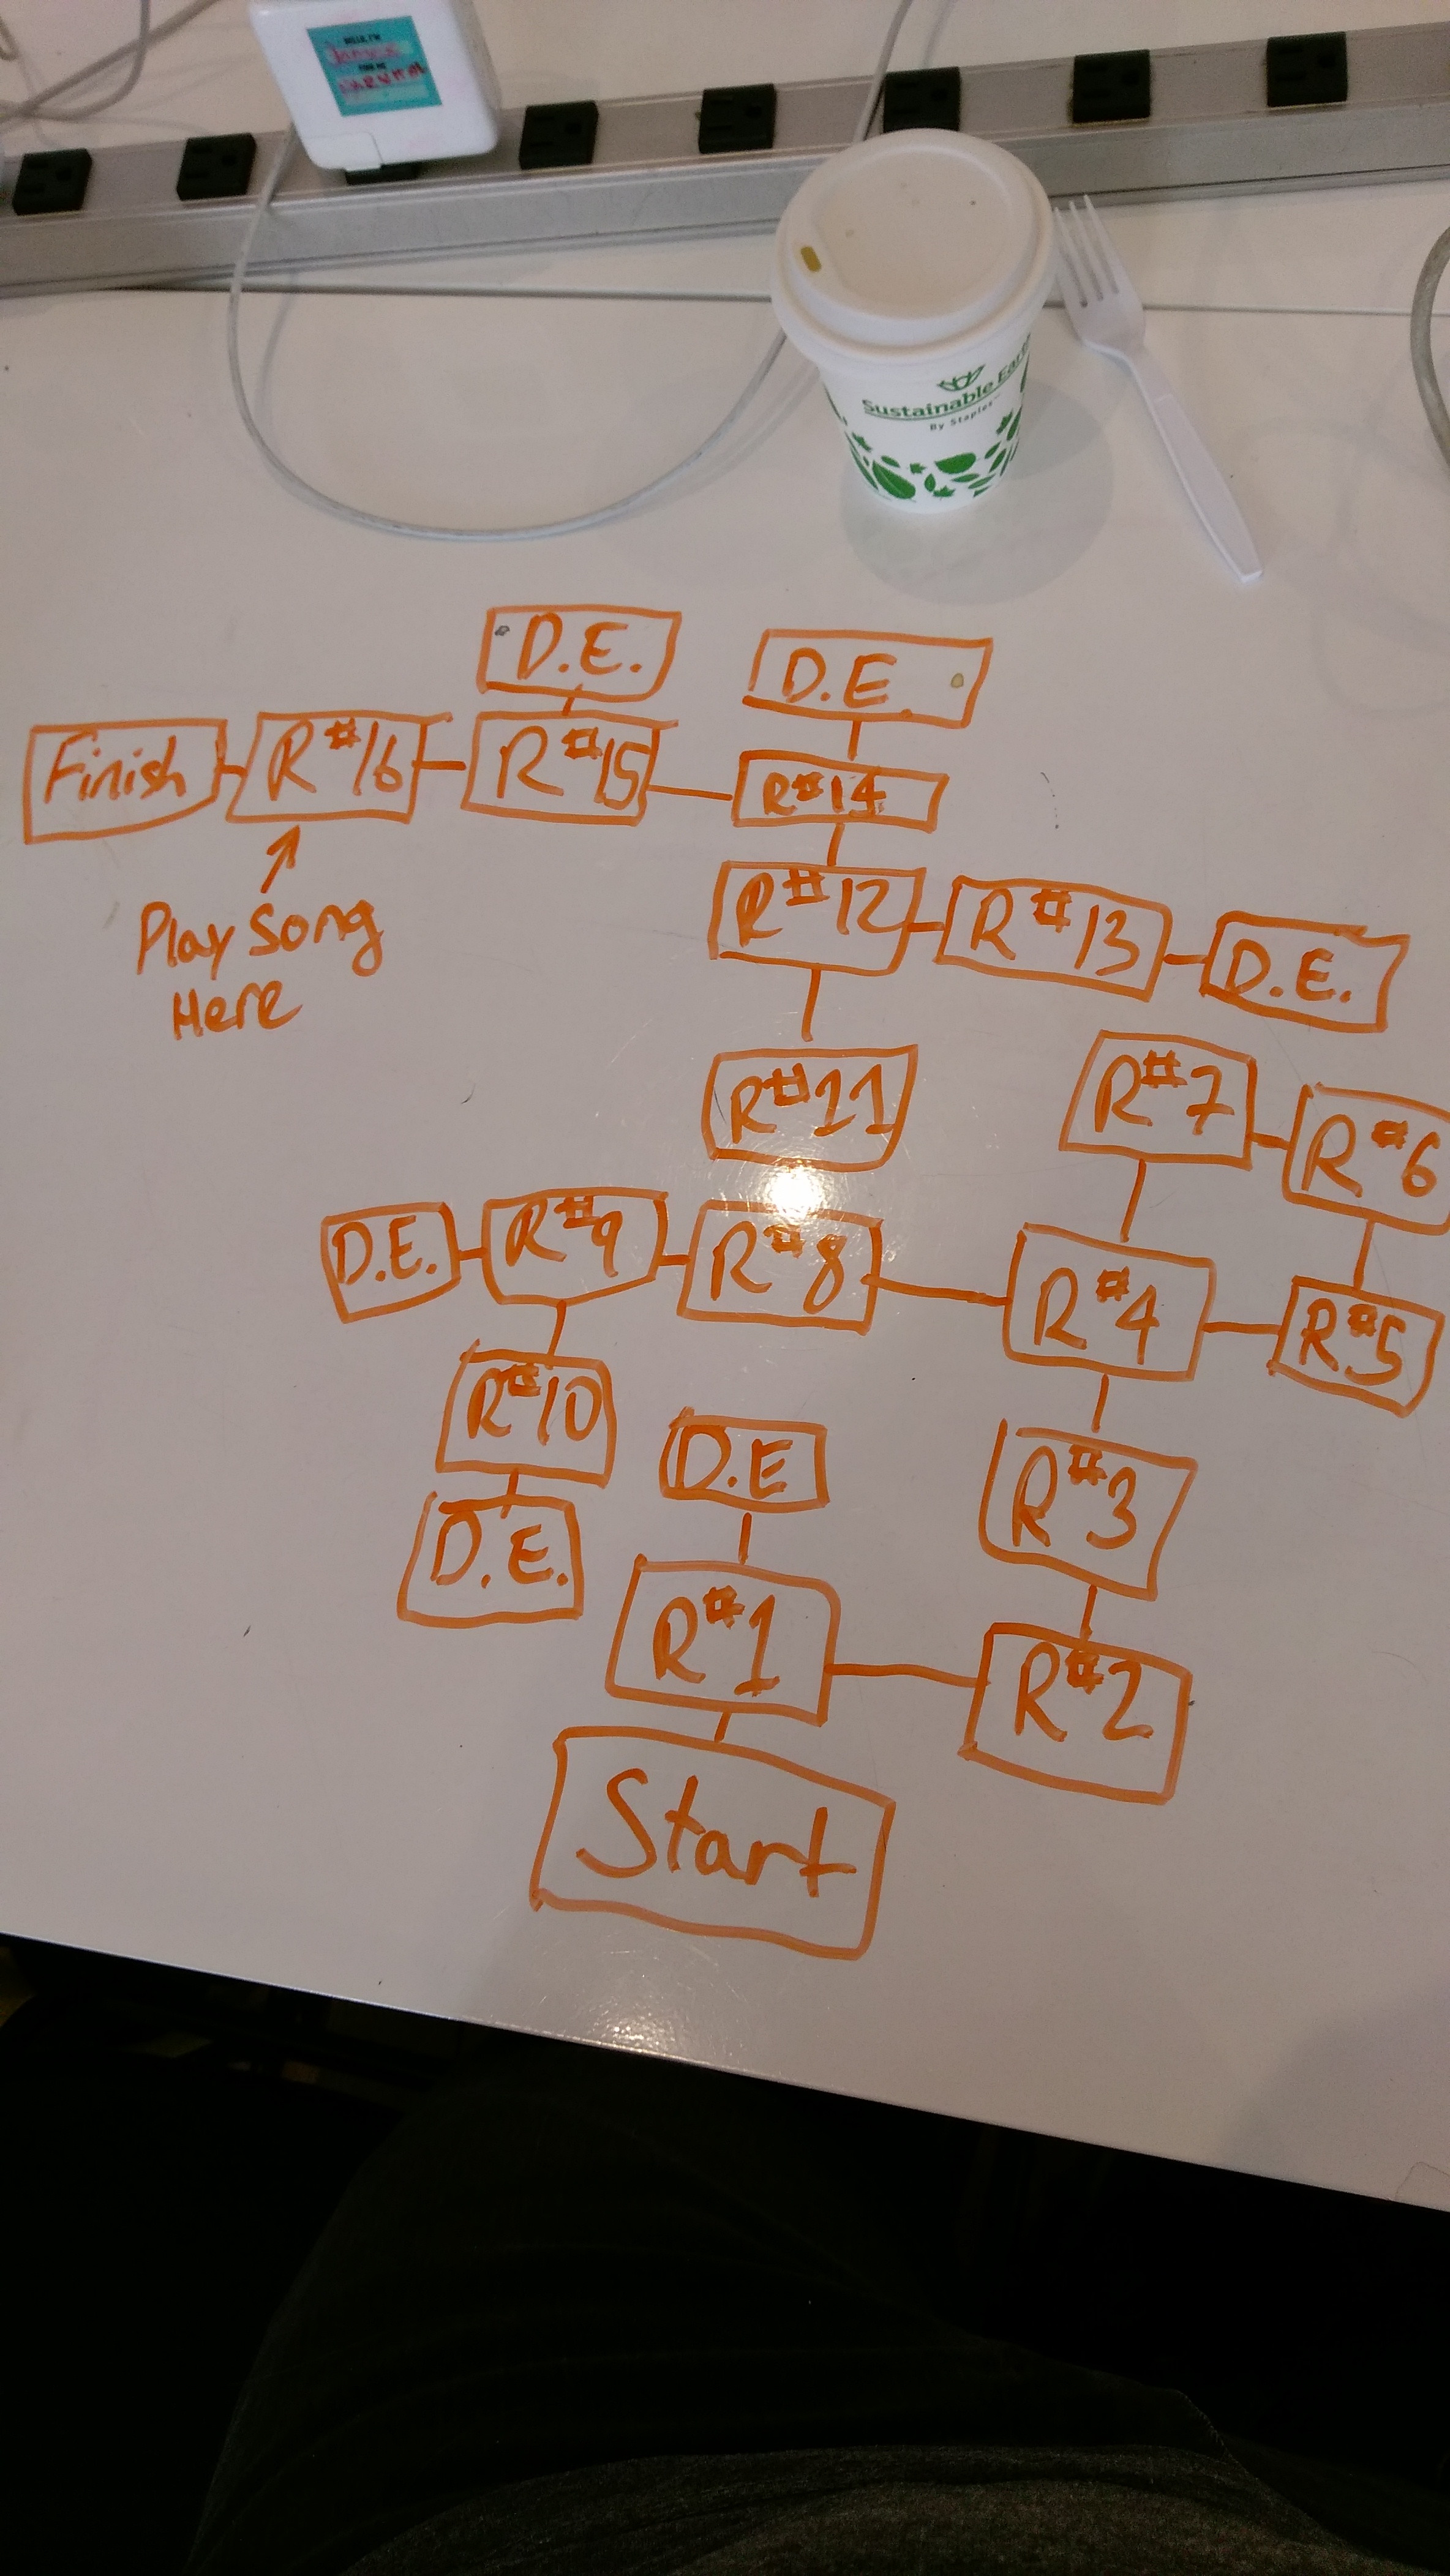 HELLO, I'M
Sustainable Earth
By Staples
D.E.
D.E.
Finish
R#16
R#15
R#14
Play Song
Here
R#12
R#13
D.E.
R#11
R#7
R#6
D.E.
R#9
R#8
R#4
R#5
R#10
D.E
R#3
D.E.
R#1
R#2
Start